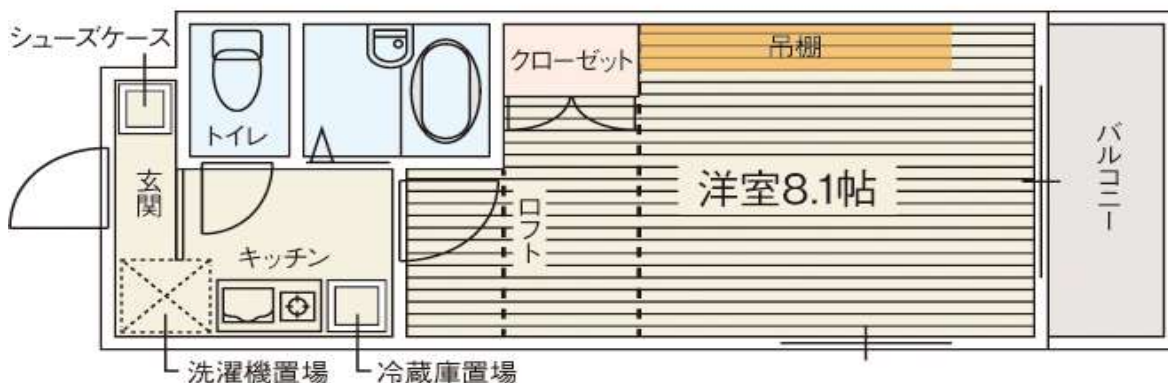 シューズケース
トイレ
クローゼット
吊棚
玄関
洋室8.1帖
バルコニー
ロフト
キッチン
洗濯機置場
冷蔵庫置場